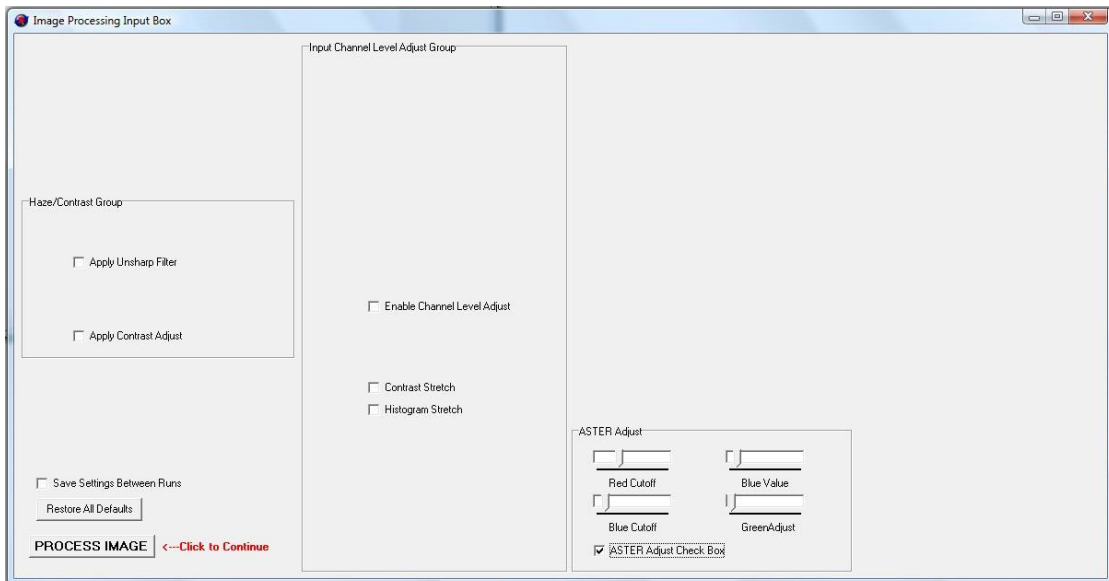 Image Processing Input Box
Input Channel Level Adjust Group
Haze/Contrast Group
Apply Unsharp Filter
Enable Channel Level Adjust
Apply Contrast Adjust
Contrast Stretch
Histogram Stretch
ASTER Adjust
Save Settings Between Runs
Red Cutoff
Blue Value
Restore All Defaults
Blue Cutoff
GreenAdjust
PROCESS IMAGE <---Click to Continue
ASTER Adjust Check Box